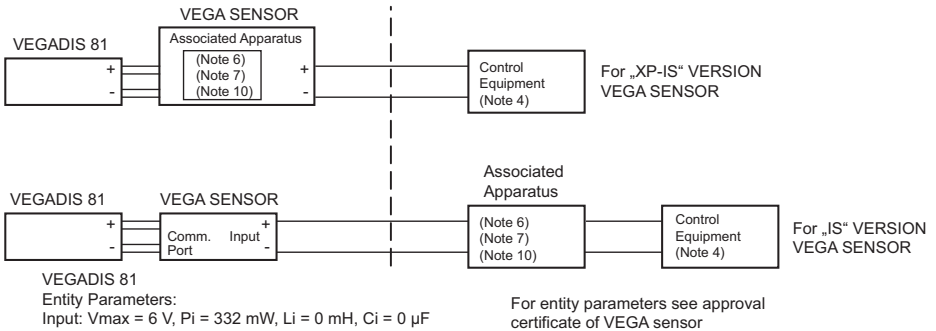 VEGA SENSOR
VEGADIS 81
Associated Apparatus
(Note 6)
(Note 7)
(Note 10)
+
-
+
-
Control
Equipment
(Note 4)
For „XP-IS“ VERSION
VEGA SENSOR
Associated
Apparatus
VEGADIS 81
VEGA SENSOR
+
-
Comm.
Port
Input
+
-
(Note 6)
(Note 7)
(Note 10)
Control
Equipment
(Note 4)
For „IS“ VERSION
VEGA SENSOR
VEGADIS 81
Entity Parameters:
Input: Vmax = 6 V, Pi = 332 mW, Li = 0 mH, Ci = 0 µF
For entity parameters see approval
certificate of VEGA sensor